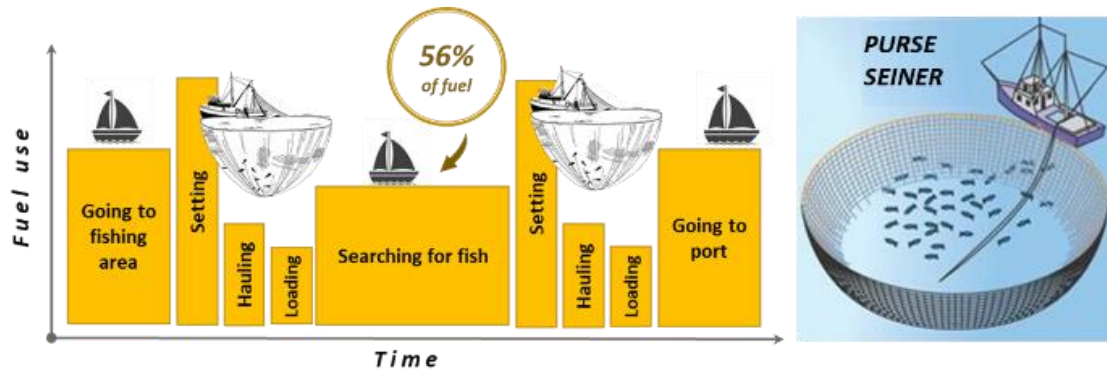 Fuel use
Going to
fishing
area
Setting
Hauling
Loading
56%
of fuel
Searching for fish
Setting
Hauling
Loading
Going to
port
Time
PURSE
SEINER